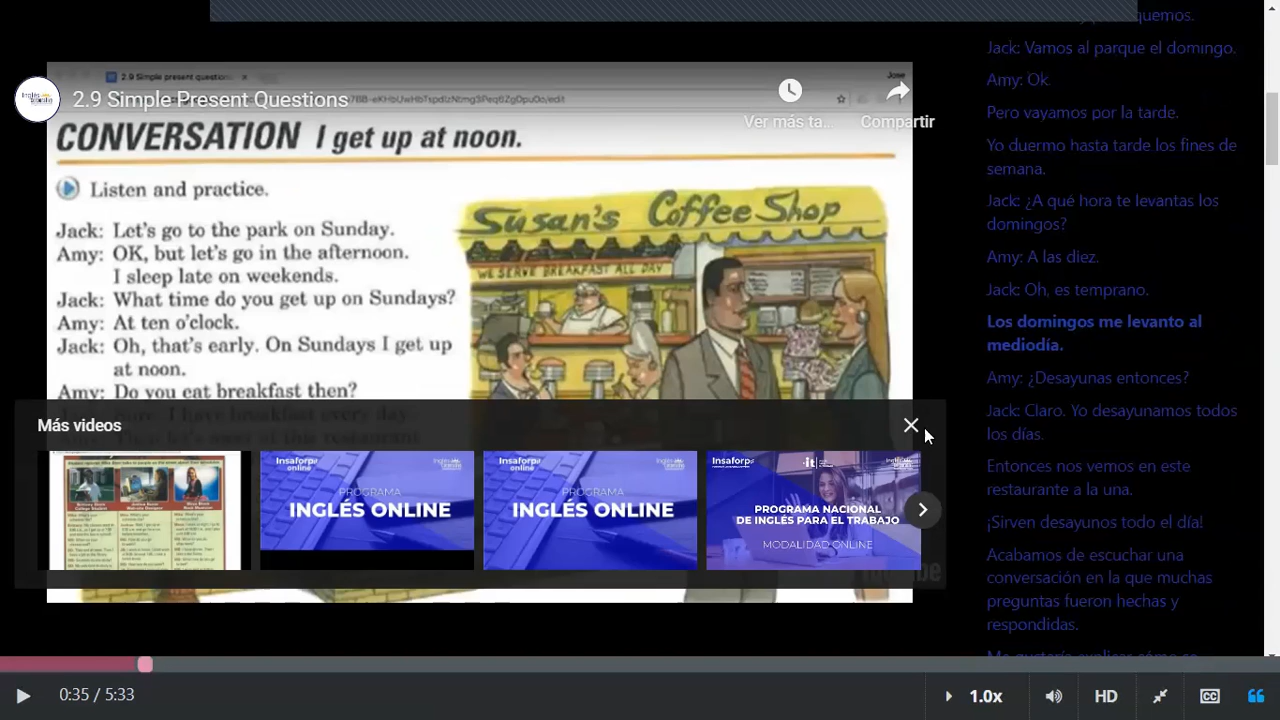 2.9 Simple present question
Jose
2.9 Simple Present Questions
Ver más ta...
Compartir
CONVERSATION I get up at noon.
Listen and practice.
Jack: Let's go to the park on Sunday.
Amy: OK, but let's go in the afternoon.
I sleep late on weekends.
Jack: What time do you get up on Sundays?
Amy: At ten o'clock.
Jack: Oh, that's early. On Sundays I get up
at noon.
Amy: Do you eat breakfast then?
Susan's Coffee Shop
WE SERVE BREAKFAST ALL DAY
Más videos
Insaforp
online
PROGRAMA
INGLÉS ONLINE
Insaforp
online
PROGRAMA
INGLÉS ONLINE
Insaforp
online
PROGRAMA NACIONAL
DE INGLÉS PARA EL TRABAJO
MODALIDAD ONLINE
0:35 / 5:33
1.0x
HD
CC
Jack: Vamos al parque el domingo.
Amy: Ok.
Pero vayamos por la tarde.
Yo duermo hasta tarde los fines de
semana.
Jack: ¿A qué hora te levantas los
domingos?
Amy: A las diez.
Jack: Oh, es temprano.
Los domingos me levanto al
mediodía.
Amy: ¿Desayunas entonces?
Jack: Claro. Yo desayunamos todos
los días.
Entonces nos vemos en este
restaurante a la una.
¡Sirven desayunos todo el día!
Acabamos de escuchar una
conversación en la que muchas
preguntas fueron hechas y
respondidas.